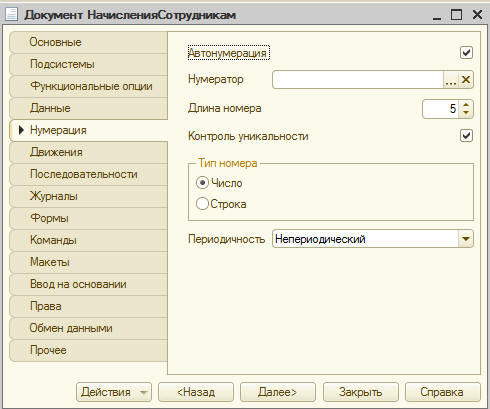 Документ НачисленияСотрудникам
Основные
Подсистемы
Функциональные опции
Данные
Нумерация
Движения
Последовательности
Журналы
Формы
Команды
Макеты
Ввод на основании
Права
Обмен данными
Прочее
Автонумерация
Нумератор
... ×
Длина номера 5
Контроль уникальности
Тип номера
Число
Строка
Периодичность Непериодический
Действия <Назад Далее> Закрыть Справка